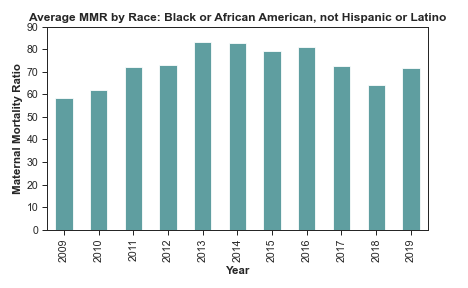 Average MMR by Race: Black or African American, not Hispanic or Latino
Maternal Mortality Ratio
90
80
70
60
50
40
30
20
10
0
2009 2010 2011 2012 2013 2014 2015 2016 2017 2018 2019
Year